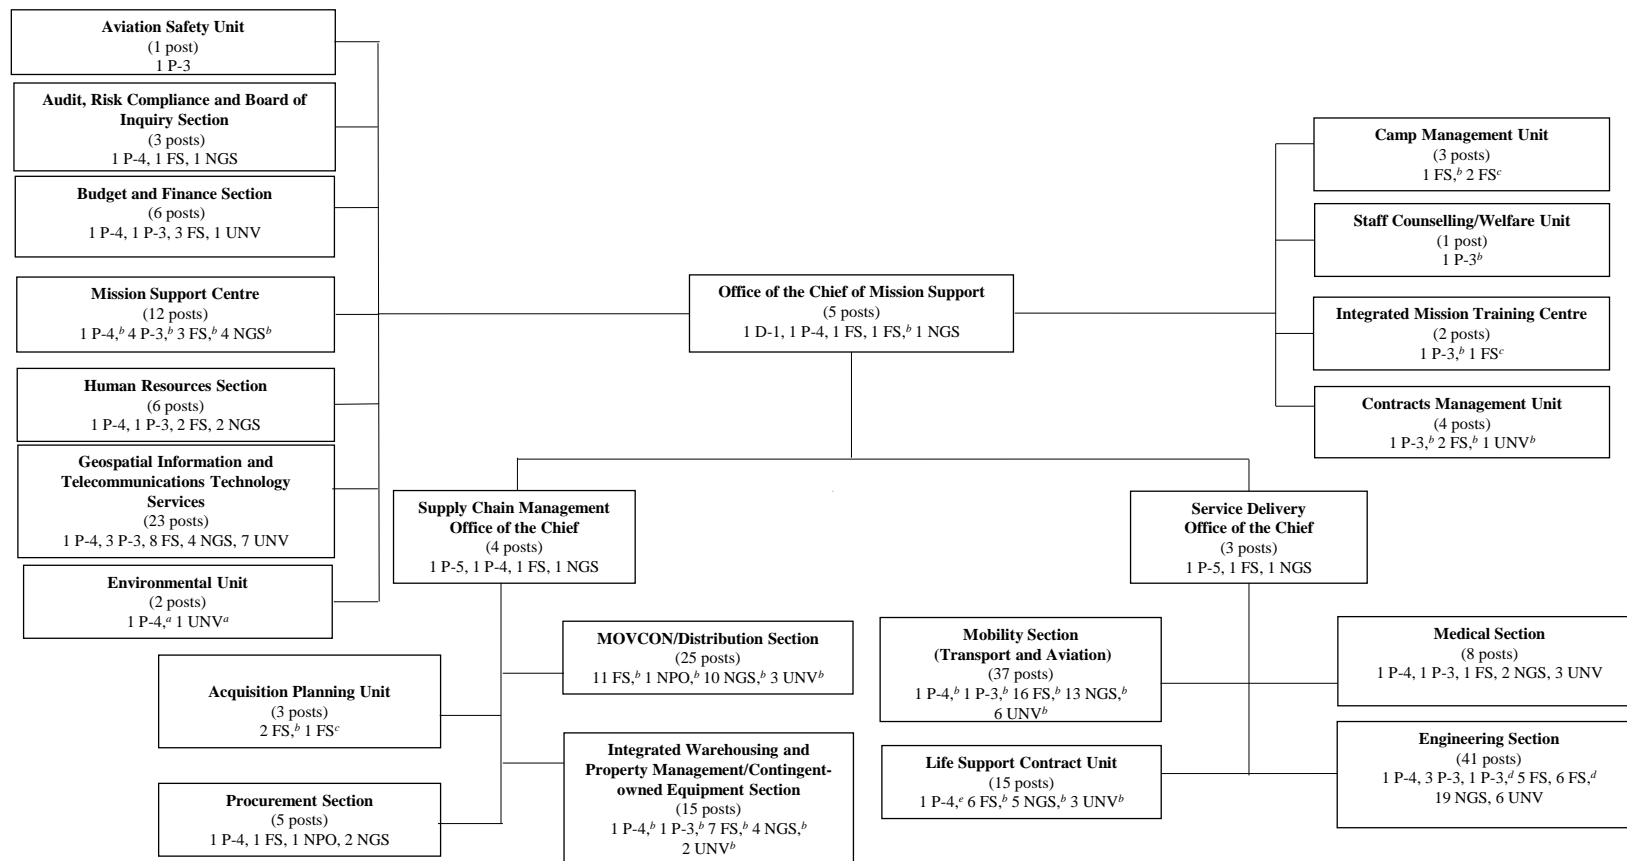 Aviation Safety Unit
(1 post)
1 P-3
Audit, Risk Compliance and Board of
Inquiry Section
(3 posts)
1 P-4, 1 FS, 1 NGS
Budget and Finance Section
(6 posts)
1 P-4, 1 P-3, 3 FS, 1 UNV
Mission Support Centre
(12 posts)
1 P-4,b 4 P-3,b 3 FS,b 4 NGSb
Human Resources Section
(6 posts)
1 P-4, 1 P-3, 2 FS, 2 NGS
Geospatial Information and
Telecommunications Technology
Services
(23 posts)
1 P-4, 3 P-3, 8 FS, 4 NGS, 7 UNV
Environmental Unit
(2 posts)
1 P-4,a 1 UNVa
Office of the Chief of Mission Support
(5 posts)
1 D-1, 1 P-4, 1 FS, 1 FS,b 1 NGS
Camp Management Unit
(3 posts)
1 FS,b 2 FSc
Staff Counselling/Welfare Unit
(1 post)
1 P-3b
Integrated Mission Training Centre
(2 posts)
1 P-3,b 1 FSc
Contracts Management Unit
(4 posts)
1 P-3,b 2 FS,b 1 UNVb
Supply Chain Management
Office of the Chief
(4 posts)
1 P-5, 1 P-4, 1 FS, 1 NGS
Service Delivery
Office of the Chief
(3 posts)
1 P-5, 1 FS, 1 NGS
Acquisition Planning Unit
(3 posts)
2 FS,b 1 FSc
Procurement Section
(5 posts)
1 P-4, 1 FS, 1 NPO, 2 NGS
MOVCON/Distribution Section
(25 posts)
11 FS,b 1 NPO,b 10 NGS,b 3 UNVb
Integrated Warehousing and
Property Management/Contingent-
owned Equipment Section
(15 posts)
1 P-4,b 1 P-3,b 7 FS,b 4 NGS,b
2 UNVb
Mobility Section
(Transport and Aviation)
(37 posts)
1 P-4,b 1 P-3,b 16 FS,b 13 NGS,b
6 UNVb
Life Support Contract Unit
(15 posts)
1 P-4,e 6 FS,b 5 NGS,b 3 UNVb
Medical Section
(8 posts)
1 P-4, 1 P-3, 1 FS, 2 NGS, 3 UNV
Engineering Section
(41 posts)
1 P-4, 3 P-3, 1 P-3,d 5 FS, 6 FS,d
19 NGS, 6 UNV